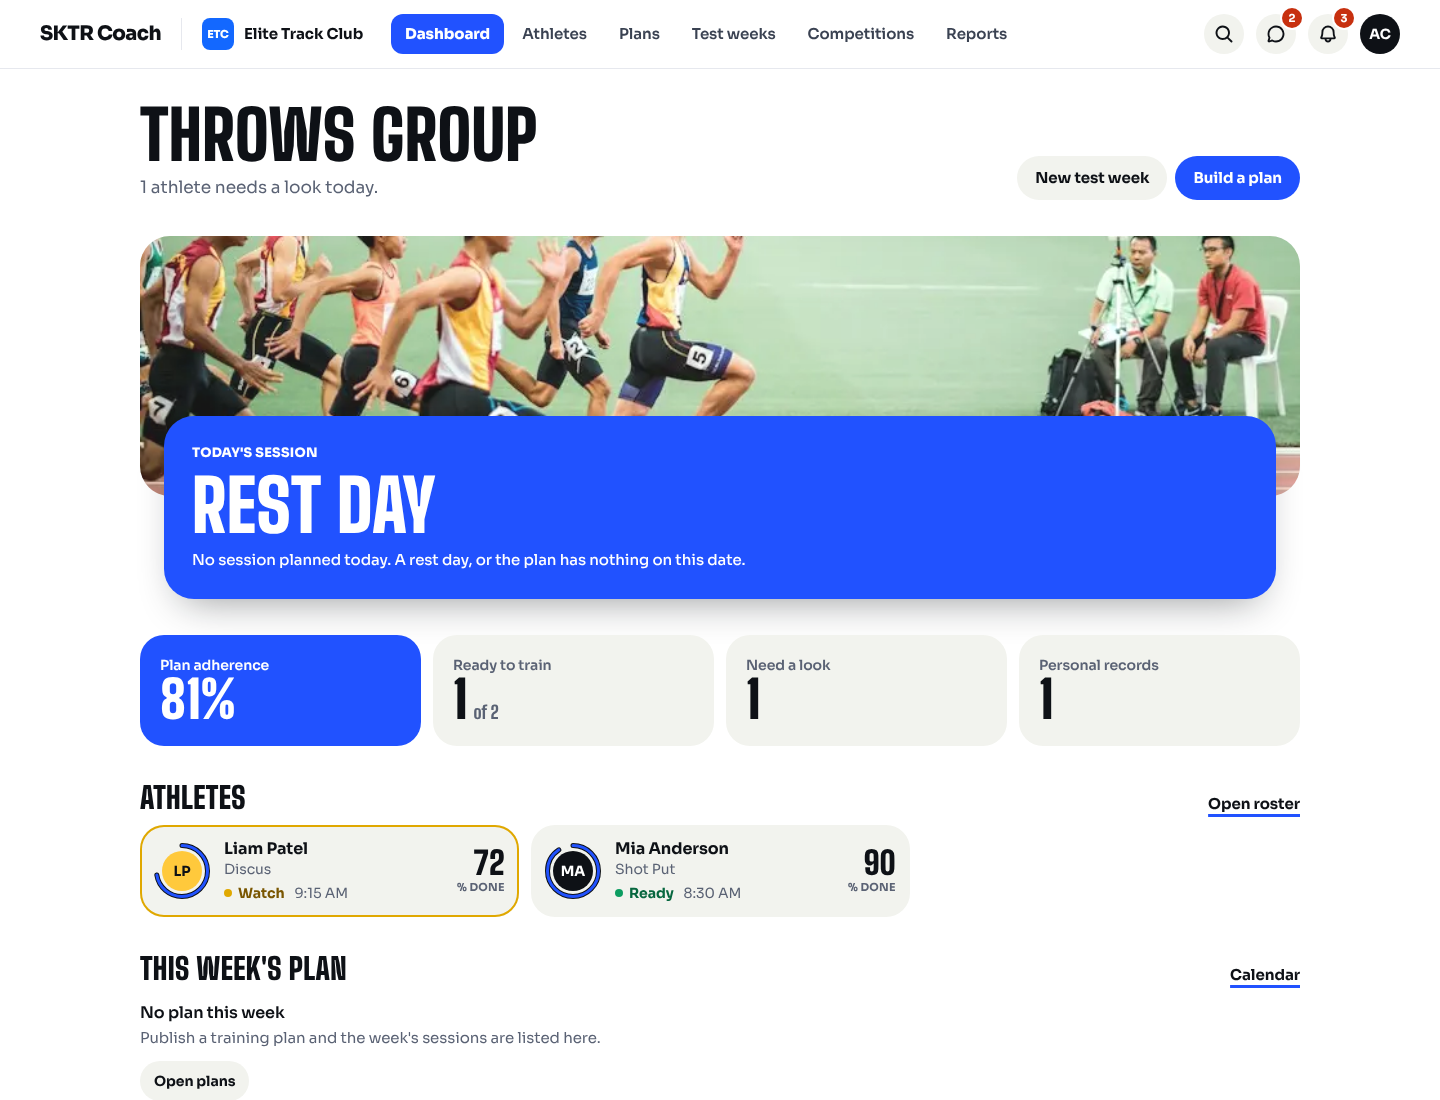 SKTR Coach
ETC
Elite Track Club
Dashboard
Athletes
Plans
Test weeks
Competitions
Reports
2
3
AC
THROWS GROUP
1 athlete needs a look today.
New test week
Build a plan
7
6
2
5
TODAY'S SESSION
REST DAY
No session planned today. A rest day, or the plan has nothing on this date.
Plan adherence
81%
Ready to train
1 of 2
Need a look
1
Personal records
1
ATHLETES
Open roster
LP
Liam Patel
Discus
Watch 9:15 AM
72
% DONE
MA
Mia Anderson
Shot Put
Ready 8:30 AM
90
% DONE
THIS WEEK'S PLAN
Calendar
No plan this week
Publish a training plan and the week's sessions are listed here.
Open plans